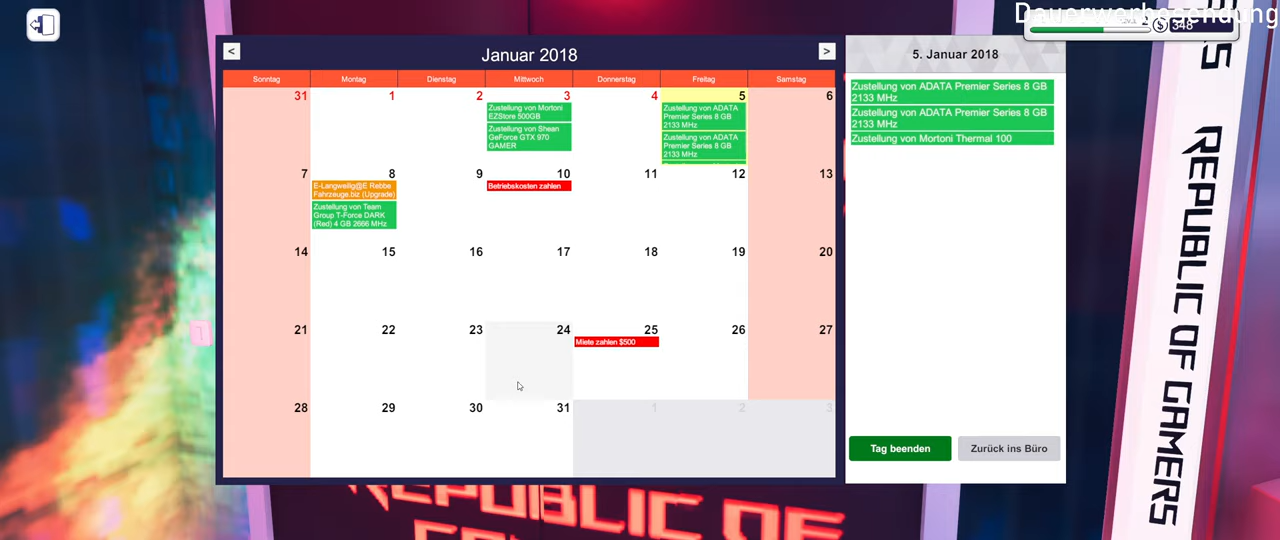 Dauerwerbesendung
348
<
Januar 2018
>
5. Januar 2018
Sonntag
Montag
Dienstag
Mittwoch
Donnerstag
Freitag
Samstag
31
1
2
3
4
5
6
Zustellung von Mortoni
EZStore 500GB
Zustellung von Shean
GeForce GTX 970
GAMER
Zustellung von ADATA
Premier Series 8 GB
2133 MHz
Zustellung von ADATA
Premier Series 8 GB
2133 MHz
7
8
9
10
11
12
13
E-Langweilig@E Rebbe
Fahrzeuge.biz (Upgrade)
Zustellung von Team
Group T-Force DARK
(Red) 4 GB 2666 MHz
Betriebskosten zahlen
14
15
16
17
18
19
20
21
22
23
24
25
26
27
Miete zahlen $500
28
29
30
31
1
2
3
Zustellung von ADATA Premier Series 8 GB
2133 MHz
Zustellung von ADATA Premier Series 8 GB
2133 MHz
Zustellung von Mortoni Thermal 100
Tag beenden
Zurück ins Büro
REPUBLIC OF GAMERS
REPUBLIC OF